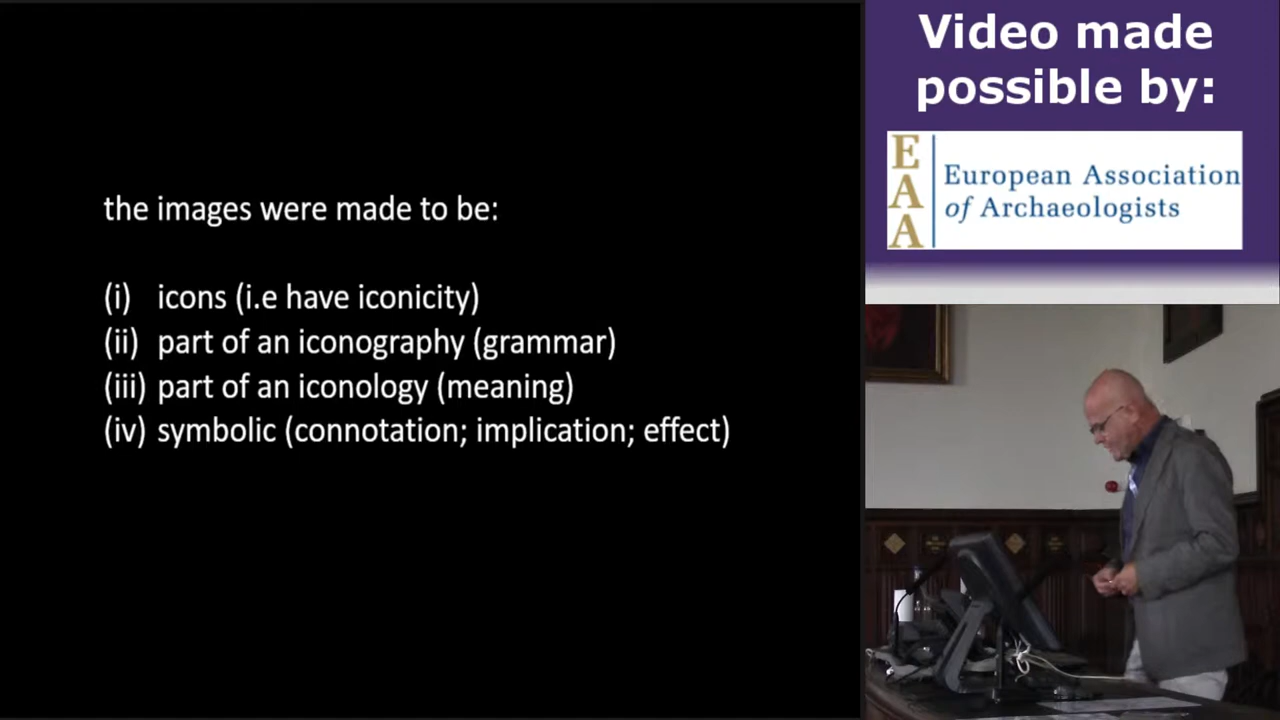 the images were made to be:
(i) icons (i.e have iconicity)
(ii) part of an iconography (grammar)
(iii) part of an iconology (meaning)
(iv) symbolic (connotation; implication; effect)
Video made
possible by:
EAA
European Association
of Archaeologists